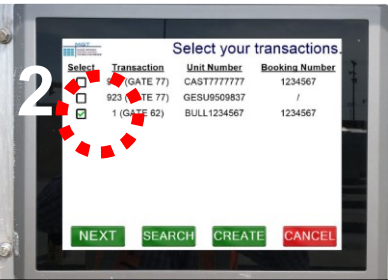 Select your transactions.
Select Transaction Unit Number Booking Number
(GATE 77) CAST7777777 1234567
923 (GATE 77) GESU9509837 /
1 (GATE 62) BULL1234567 1234567
2
NEXT SEARCH CREATE CANCEL